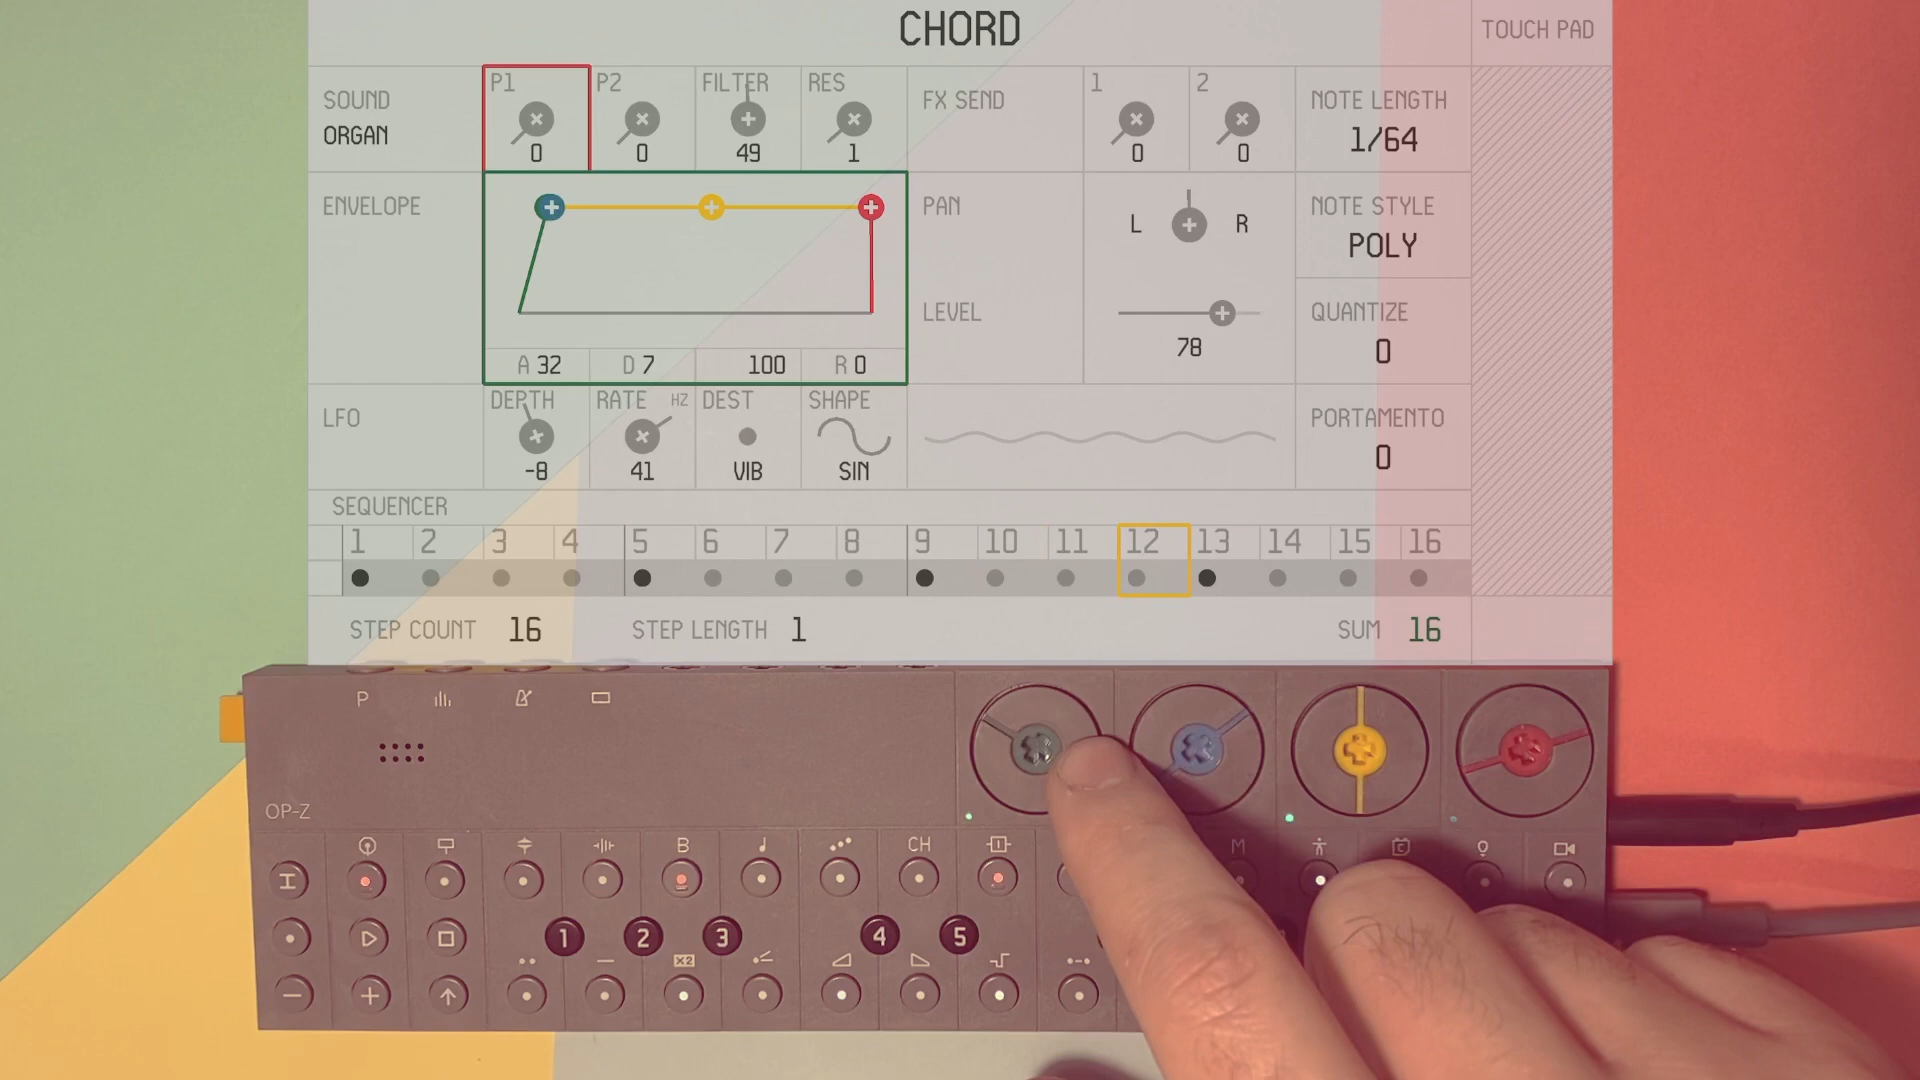 CHORD
TOUCH PAD
SOUND
ORGAN
P1
0
P2
0
FILTER
49
RES
1
FX SEND
1
0
2
0
NOTE LENGTH
1/64
ENVELOPE
A 32
D 7
100
R 0
PAN
L
R
NOTE STYLE
POLY
LEVEL
78
QUANTIZE
0
LFO
DEPTH
-8
RATE HZ
41
DEST
VIB
SHAPE
SIN
PORTAMENTO
0
SEQUENCER
1 2 3 4 5 6 7 8 9 10 11 12 13 14 15 16
STEP COUNT 16
STEP LENGTH 1
SUM 16
P
OP-Z
B
CH
M
1 2 3 4 5
X2